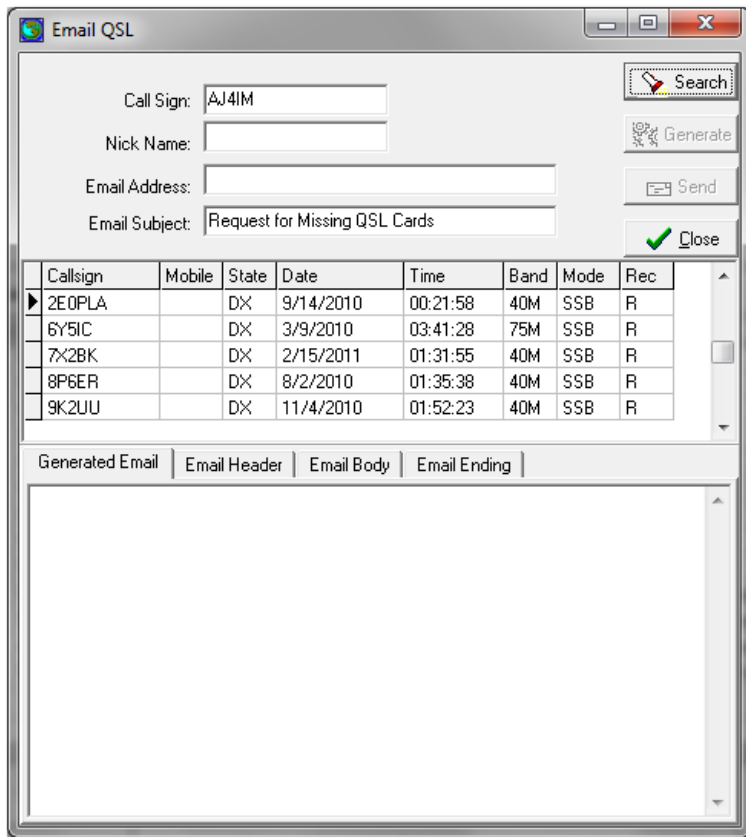 Email QSL
Call Sign: AJ4IM
Search
Nick Name:
Generate
Email Address:
Send
Email Subject: Request for Missing QSL Cards
Close
Callsign Mobile State Date Time Band Mode Rec
2E0PLA DX 9/14/2010 00:21:58 40M SSB R
6Y5IC DX 3/9/2010 03:41:28 75M SSB R
7X2BK DX 2/15/2011 01:31:55 40M SSB R
8P6ER DX 8/2/2010 01:35:38 40M SSB R
9K2UU DX 11/4/2010 01:52:23 40M SSB R
Generated Email Email Header Email Body Email Ending